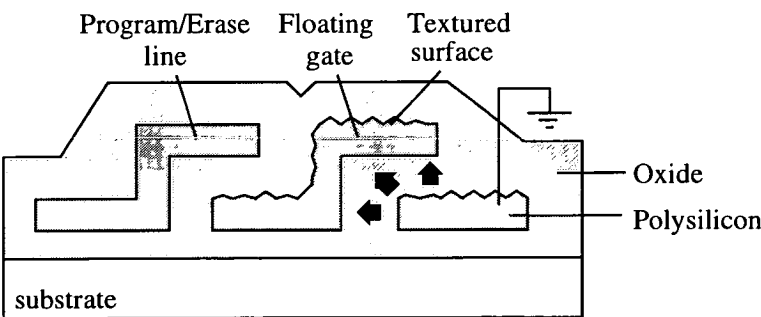 Program/Erase
line
Floating
gate
Textured
surface
Oxide
Polysilicon
substrate